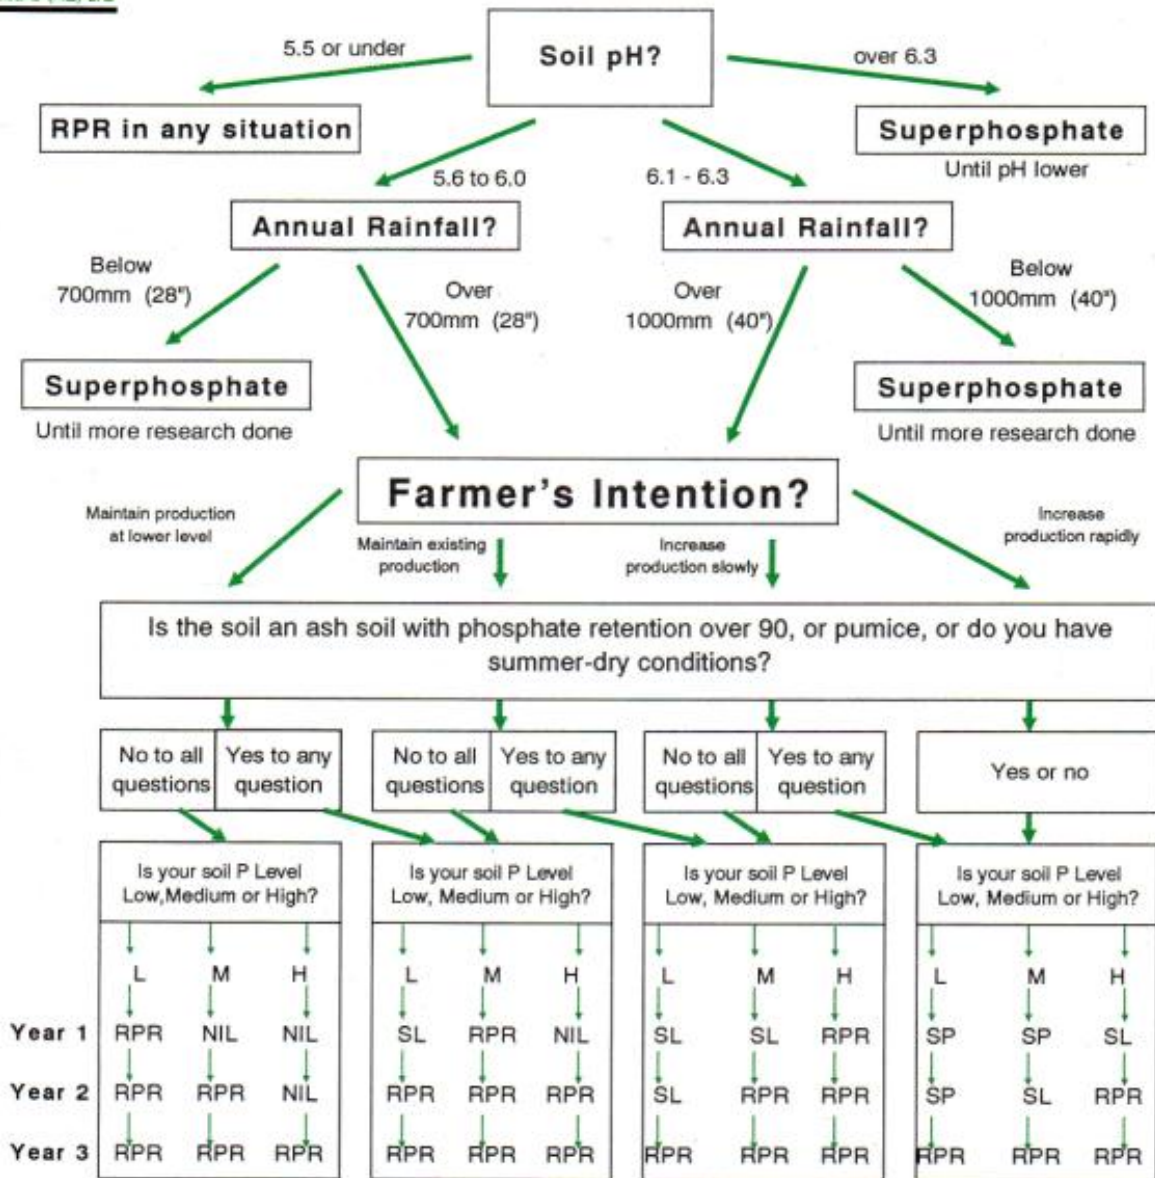 Soil pH?
5.5 or under
over 6.3
RPR in any situation
Superphosphate
Until pH lower
5.6 to 6.0
6.1 - 6.3
Annual Rainfall?
Annual Rainfall?
Below
700mm (28")
Over
700mm (28")
Over
1000mm (40")
Below
1000mm (40")
Superphosphate
Until more research done
Superphosphate
Until more research done
Farmer's Intention?
Maintain production
at lower level
Maintain existing
production
Increase
production slowly
Increase
production rapidly
Is the soil an ash soil with phosphate retention over 90, or pumice, or do you have
summer-dry conditions?
No to all
questions
Yes to any
question
No to all
questions
Yes to any
question
No to all
questions
Yes to any
question
Yes or no
Is your soil P Level
Low,Medium or High?
Is your soil P Level
Low, Medium or High?
Is your soil P Level
Low, Medium or High?
Is your soil P Level
Low, Medium or High?
L M H L M H L M H L M H
Year 1 RPR NIL NIL SL RPR NIL SL SL RPR SP SP SL
Year 2 RPR RPR NIL RPR RPR RPR SL RPR RPR SP SL RPR
Year 3 RPR RPR RPR RPR RPR RPR RPR RPR RPR RPR RPR RPR